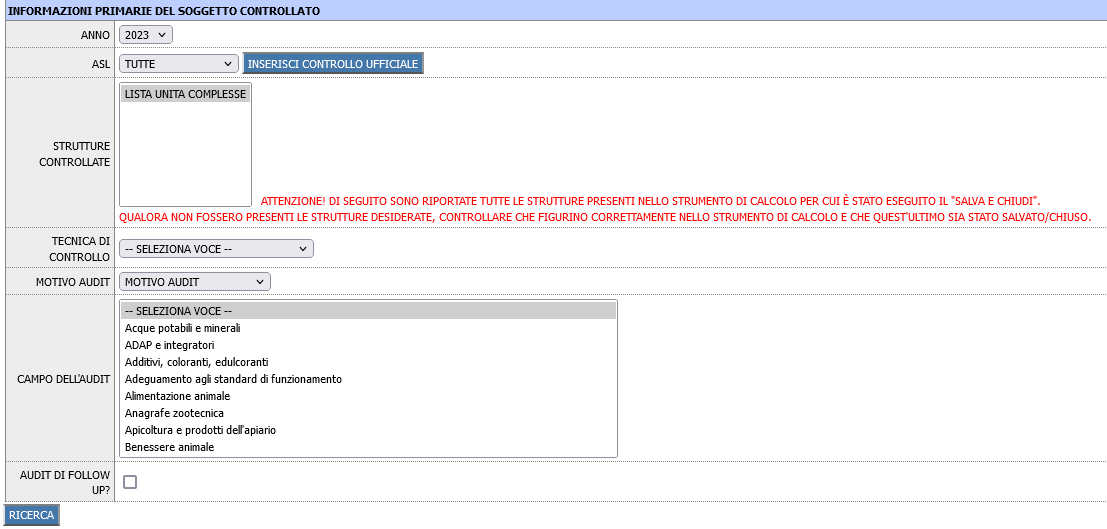 INFORMAZIONI PRIMARIE DEL SOGGETTO CONTROLLATO
ANNO
2023
ASL
TUTTE
INSERISCI CONTROLLO UFFICIALE
STRUTTURE
CONTROLLATE
LISTA UNITA COMPLESSE
ATTENZIONE! DI SEGUITO SONO RIPORTATE TUTTE LE STRUTTURE PRESENTI NELLO STRUMENTO DI CALCOLO PER CUI È STATO ESEGUITO IL "SALVA E CHIUDI".
QUALORA NON FOSSERO PRESENTI LE STRUTTURE DESIDERATE, CONTROLLARE CHE FIGURINO CORRETTAMENTE NELLO STRUMENTO DI CALCOLO E CHE QUEST'ULTIMO SIA STATO SALVATO/CHIUSO.
TECNICA DI
CONTROLLO
-- SELEZIONA VOCE --
MOTIVO AUDIT
MOTIVO AUDIT
CAMPO DELL'AUDIT
-- SELEZIONA VOCE --
Acque potabili e minerali
ADAP e integratori
Additivi, coloranti, edulcoranti
Adeguamento agli standard di funzionamento
Alimentazione animale
Anagrafe zootecnica
Apicoltura e prodotti dell'apiario
Benessere animale
AUDIT DI FOLLOW
UP?
RICERCA